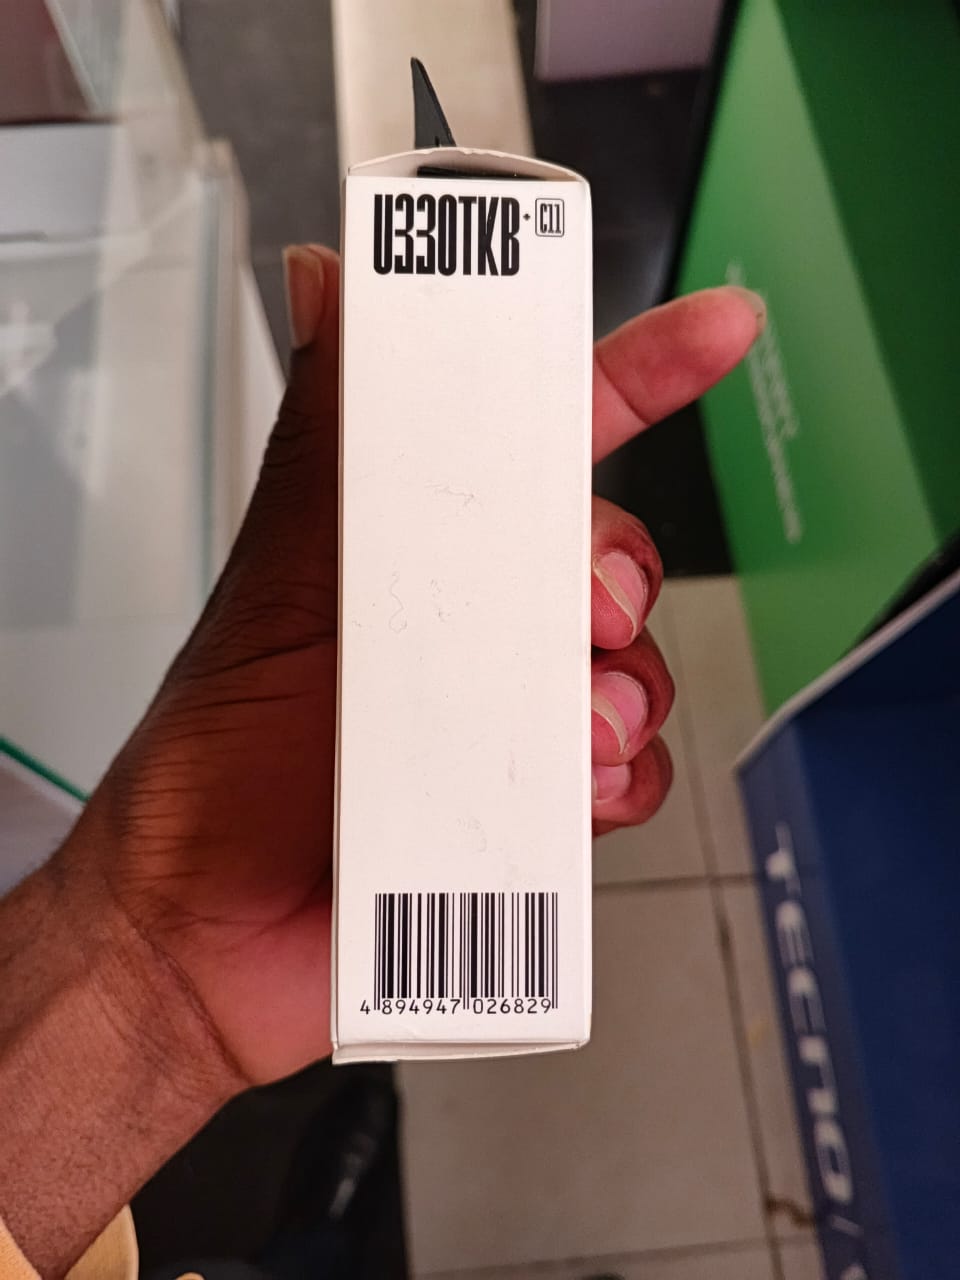 U330TKB+ C11
4 894947 026829
TECNO